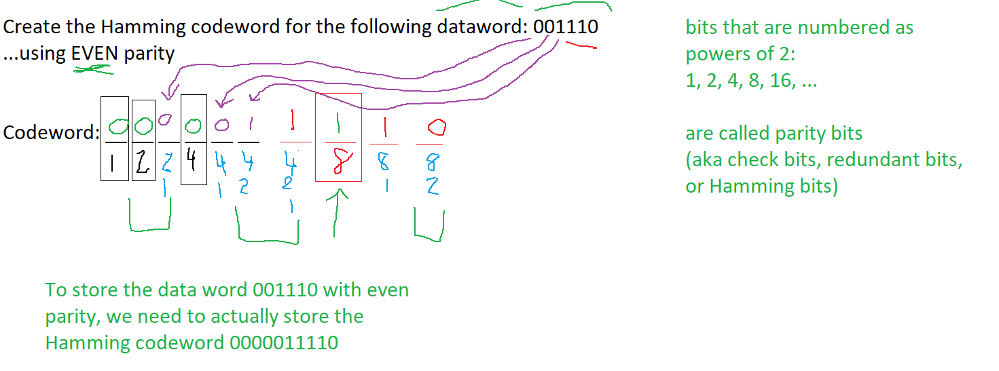 Create the Hamming codeword for the following dataword: 001110
...using EVEN parity
Codeword: 0 0 0 0 0 1 1 1 1 0
1 2 2 4 4 4 4 8 8 8
1 1 2 2 1 2
1
bits that are numbered as
powers of 2:
1, 2, 4, 8, 16, ...
are called parity bits
(aka check bits, redundant bits,
or Hamming bits)
To store the data word 001110 with even
parity, we need to actually store the
Hamming codeword 0000011110